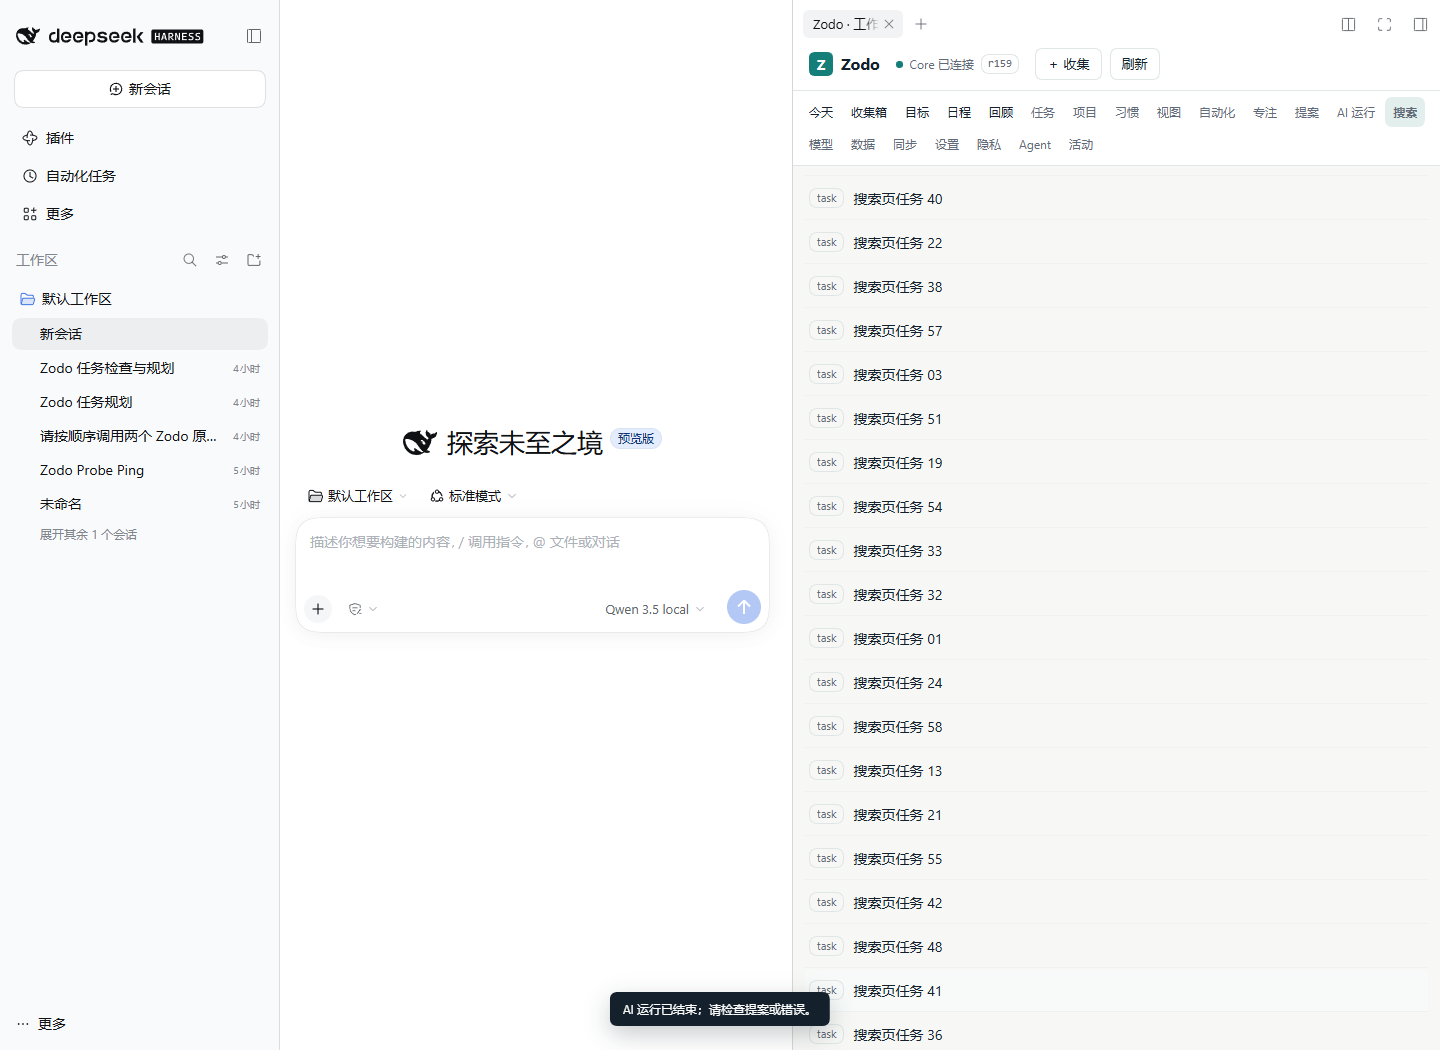 deepseek HARNESS
新会话
插件
自动化任务
更多
工作区
默认工作区
新会话
Zodo 任务检查与规划 4小时
Zodo 任务规划 4小时
请按顺序调用两个 Zodo 原... 4小时
Zodo Probe Ping 5小时
未命名 5小时
展开其余 1 个会话
更多
探索未至之境 预览版
默认工作区 标准模式
描述你想要构建的内容, / 调用指令, @ 文件或对话
Qwen 3.5 local
AI 运行已结束；请检查提案或错误。
Zodo · 工作
Z Zodo Core 已连接 r159 + 收集 刷新
今天 收集箱 目标 日程 回顾 任务 项目 习惯 视图 自动化 专注 提案 AI 运行 搜索
模型 数据 同步 设置 隐私 Agent 活动
task 搜索页任务 40
task 搜索页任务 22
task 搜索页任务 38
task 搜索页任务 57
task 搜索页任务 03
task 搜索页任务 51
task 搜索页任务 19
task 搜索页任务 54
task 搜索页任务 33
task 搜索页任务 32
task 搜索页任务 01
task 搜索页任务 24
task 搜索页任务 58
task 搜索页任务 13
task 搜索页任务 21
task 搜索页任务 55
task 搜索页任务 42
task 搜索页任务 48
task 搜索页任务 41
task 搜索页任务 36